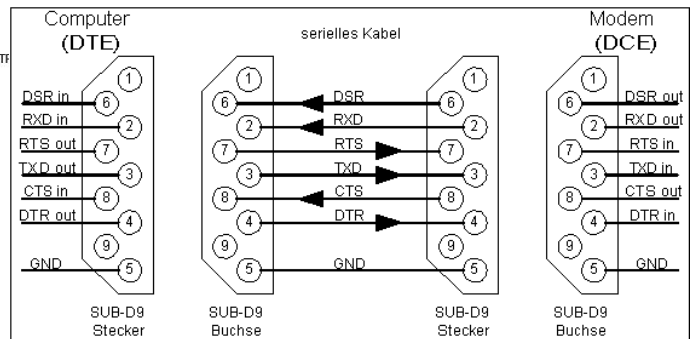 Computer
(DTE)
serielles Kabel
Modem
(DCE)
1
1
1
1
DSR in
6
6
DSR
6
6
DSR out
RXD in
2
2
RXD
2
2
RXD out
RTS out
7
7
RTS
7
7
RTS in
TXD out
3
3
TXD
3
3
TXD in
CTS in
8
8
CTS
8
8
CTS out
DTR out
4
4
DTR
4
4
DTR in
9
9
9
9
GND
5
5
GND
5
5
GND
SUB-D9
Stecker
SUB-D9
Buchse
SUB-D9
Stecker
SUB-D9
Buchse